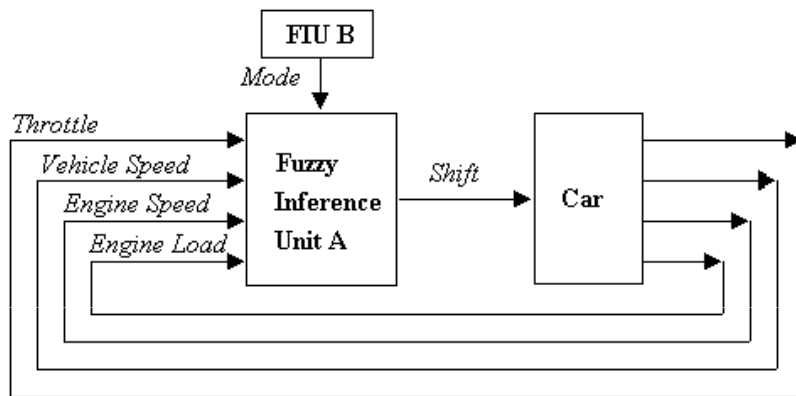 FIU B
Mode
Throttle
Vehicle Speed
Engine Speed
Engine Load
Fuzzy
Inference
Unit A
Shift
Car